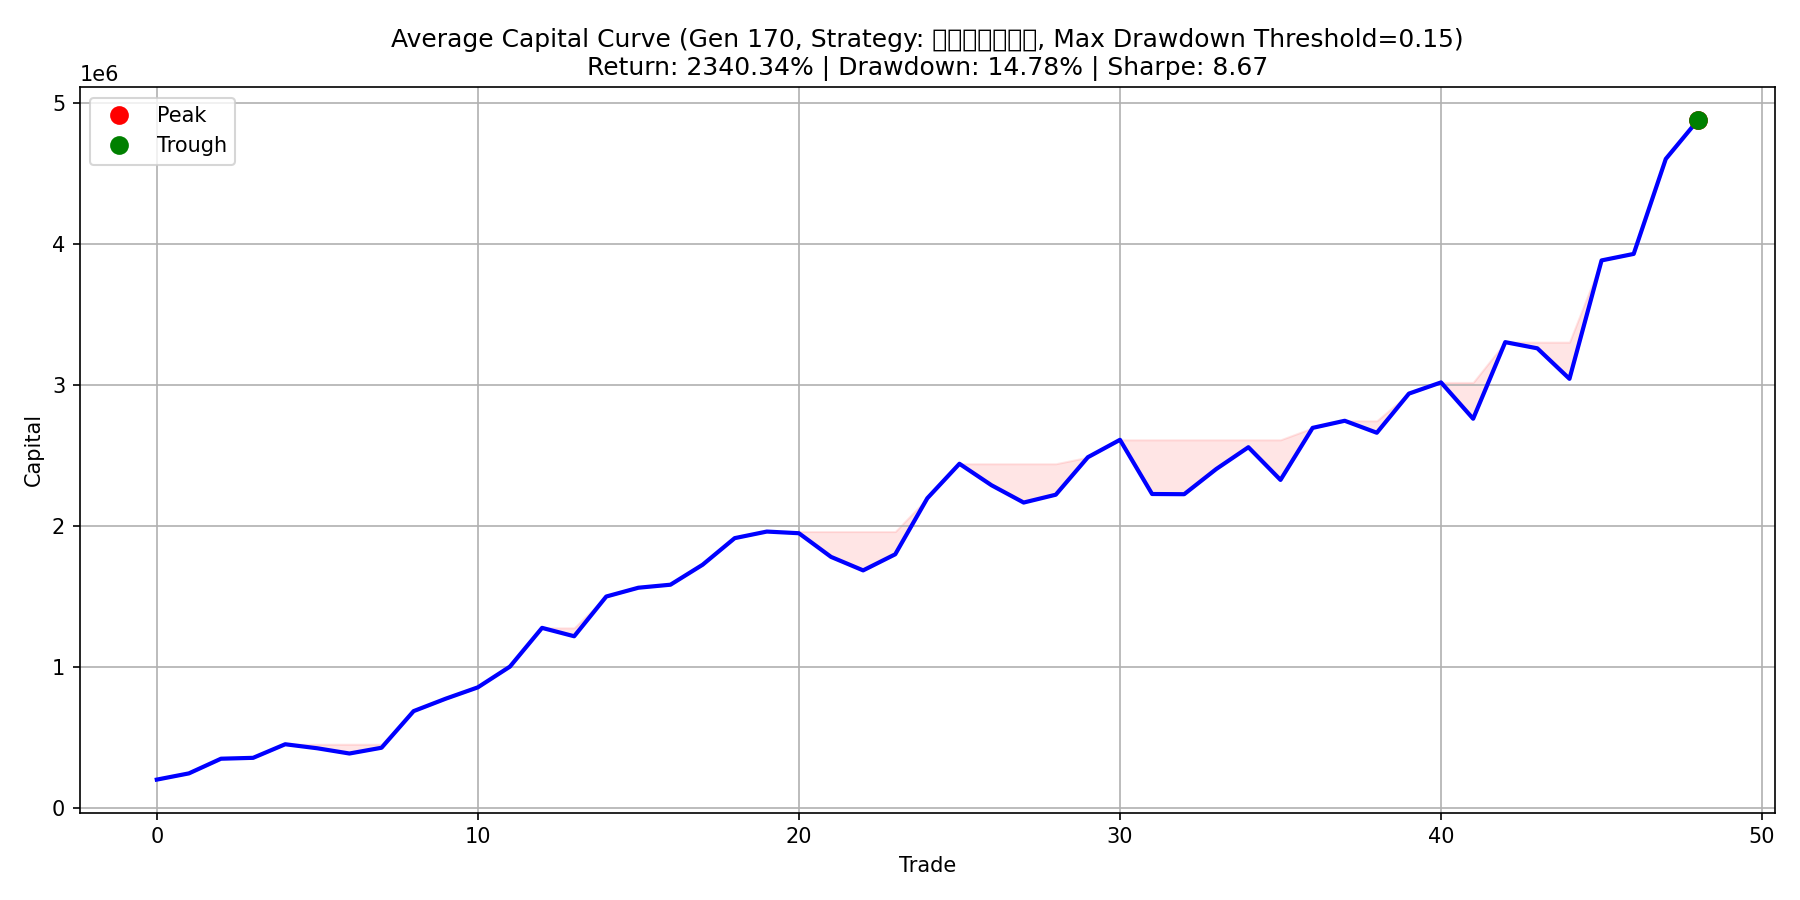 Average Capital Curve (Gen 170, Strategy: □□□□□□□, Max Drawdown Threshold=0.15)
Return: 2340.34% | Drawdown: 14.78% | Sharpe: 8.67
1e6
Peak
Trough
5
4
3
2
1
0
Capital
0 10 20 30 40 50
Trade